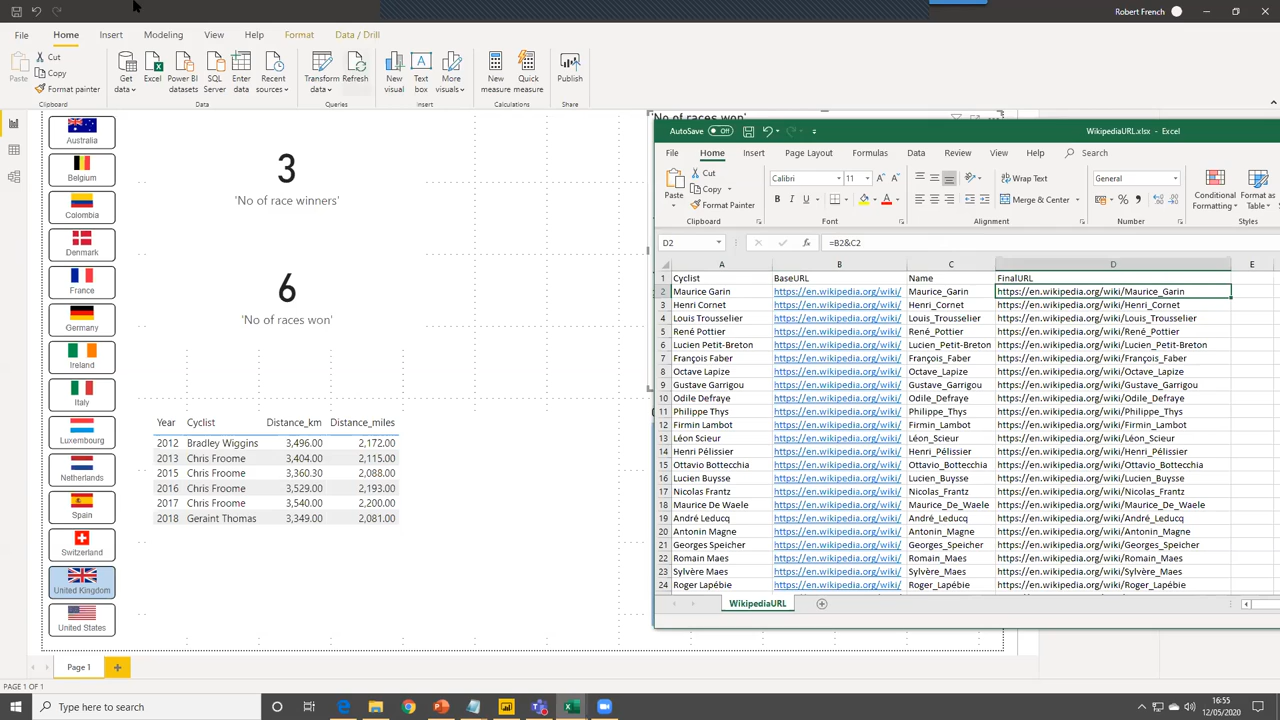 Robert French
File Home Insert Modeling View Help Format Data / Drill
Paste Cut Copy Format painter
Get data Excel Power BI datasets SQL Server Enter data Recent sources
Transform data Refresh
New visual Text box More visuals
New measure Quick measure
Publish
Clipboard Data Queries Insert Calculations Share
Australia
Belgium
Colombia
Denmark
France
Germany
Ireland
Italy
Luxembourg
Netherlands
Spain
Switzerland
United Kingdom
United States
3
'No of race winners'
6
'No of races won'
Year Cyclist Distance_km Distance_miles
2012 Bradley Wiggins 3,496.00 2,172.00
2013 Chris Froome 3,404.00 2,115.00
2015 Chris Froome 3,360.30 2,088.00
2016 Chris Froome 3,529.00 2,193.00
2017 Chris Froome 3,540.00 2,200.00
2018 Geraint Thomas 3,349.00 2,081.00
'No of races won'
AutoSave Off WikipediaURL.xlsx - Excel
File Home Insert Page Layout Formulas Data Review View Help Search
Paste Cut Copy Format Painter
Calibri 11
B I U
Wrap Text
Merge & Center
General
Conditional Formatting Format as Table
Clipboard Font Alignment Number Styles
D2 fx =B2&C2
A B C D E
1 Cyclist BaseURL Name FinalURL
2 Maurice Garin https://en.wikipedia.org/wiki/ Maurice_Garin https://en.wikipedia.org/wiki/Maurice_Garin
3 Henri Cornet https://en.wikipedia.org/wiki/ Henri_Cornet https://en.wikipedia.org/wiki/Henri_Cornet
4 Louis Trousselier https://en.wikipedia.org/wiki/ Louis_Trousselier https://en.wikipedia.org/wiki/Louis_Trousselier
5 René Pottier https://en.wikipedia.org/wiki/ René_Pottier https://en.wikipedia.org/wiki/René_Pottier
6 Lucien Petit-Breton https://en.wikipedia.org/wiki/ Lucien_Petit-Breton https://en.wikipedia.org/wiki/Lucien_Petit-Breton
7 François Faber https://en.wikipedia.org/wiki/ François_Faber https://en.wikipedia.org/wiki/François_Faber
8 Octave Lapize https://en.wikipedia.org/wiki/ Octave_Lapize https://en.wikipedia.org/wiki/Octave_Lapize
9 Gustave Garrigou https://en.wikipedia.org/wiki/ Gustave_Garrigou https://en.wikipedia.org/wiki/Gustave_Garrigou
10 Odile Defraye https://en.wikipedia.org/wiki/ Odile_Defraye https://en.wikipedia.org/wiki/Odile_Defraye
11 Philippe Thys https://en.wikipedia.org/wiki/ Philippe_Thys https://en.wikipedia.org/wiki/Philippe_Thys
12 Firmin Lambot https://en.wikipedia.org/wiki/ Firmin_Lambot https://en.wikipedia.org/wiki/Firmin_Lambot
13 Léon Scieur https://en.wikipedia.org/wiki/ Léon_Scieur https://en.wikipedia.org/wiki/Léon_Scieur
14 Henri Pélissier https://en.wikipedia.org/wiki/ Henri_Pélissier https://en.wikipedia.org/wiki/Henri_Pélissier
15 Ottavio Bottecchia https://en.wikipedia.org/wiki/ Ottavio_Bottecchia https://en.wikipedia.org/wiki/Ottavio_Bottecchia
16 Lucien Buysse https://en.wikipedia.org/wiki/ Lucien_Buysse https://en.wikipedia.org/wiki/Lucien_Buysse
17 Nicolas Frantz https://en.wikipedia.org/wiki/ Nicolas_Frantz https://en.wikipedia.org/wiki/Nicolas_Frantz
18 Maurice De Waele https://en.wikipedia.org/wiki/ Maurice_De_Waele https://en.wikipedia.org/wiki/Maurice_De_Waele
19 André Leducq https://en.wikipedia.org/wiki/ André_Leducq https://en.wikipedia.org/wiki/André_Leducq
20 Antonin Magne https://en.wikipedia.org/wiki/ Antonin_Magne https://en.wikipedia.org/wiki/Antonin_Magne
21 Georges Speicher https://en.wikipedia.org/wiki/ Georges_Speicher https://en.wikipedia.org/wiki/Georges_Speicher
22 Romain Maes https://en.wikipedia.org/wiki/ Romain_Maes https://en.wikipedia.org/wiki/Romain_Maes
23 Sylvère Maes https://en.wikipedia.org/wiki/ Sylvère_Maes https://en.wikipedia.org/wiki/Sylvère_Maes
24 Roger Lapébie https://en.wikipedia.org/wiki/ Roger_Lapébie https://en.wikipedia.org/wiki/Roger_Lapébie
WikipediaURL
Page 1
PAGE 1 OF 1
Type here to search
16:55
12/05/2020